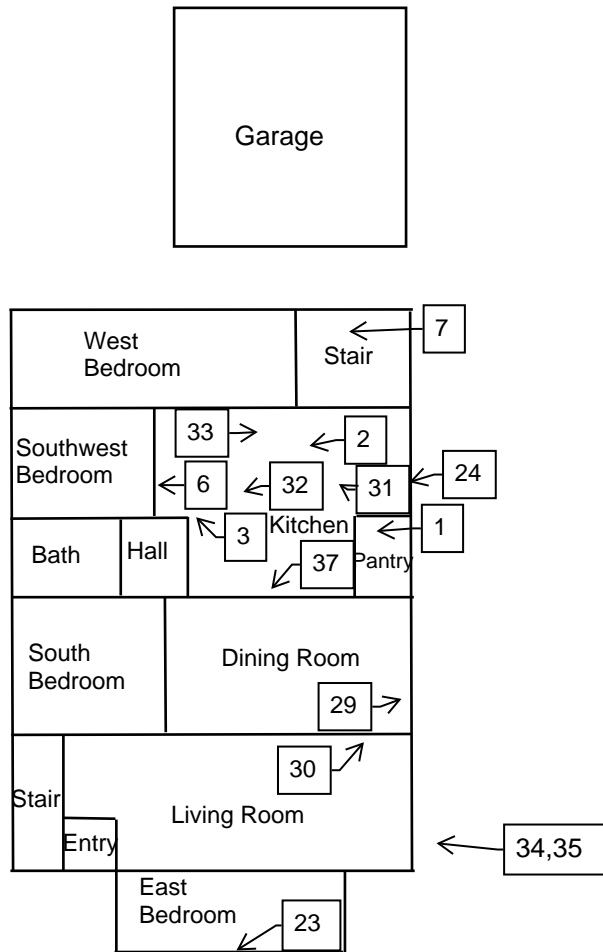 Garage
West
Bedroom
Stair
7
33
2
Southwest
Bedroom
6
32
31
24
Kitchen
3
1
Bath
Hall
37
Pantry
South
Bedroom
Dining Room
29
30
Stair
Living Room
Entry
34,35
East
Bedroom
23